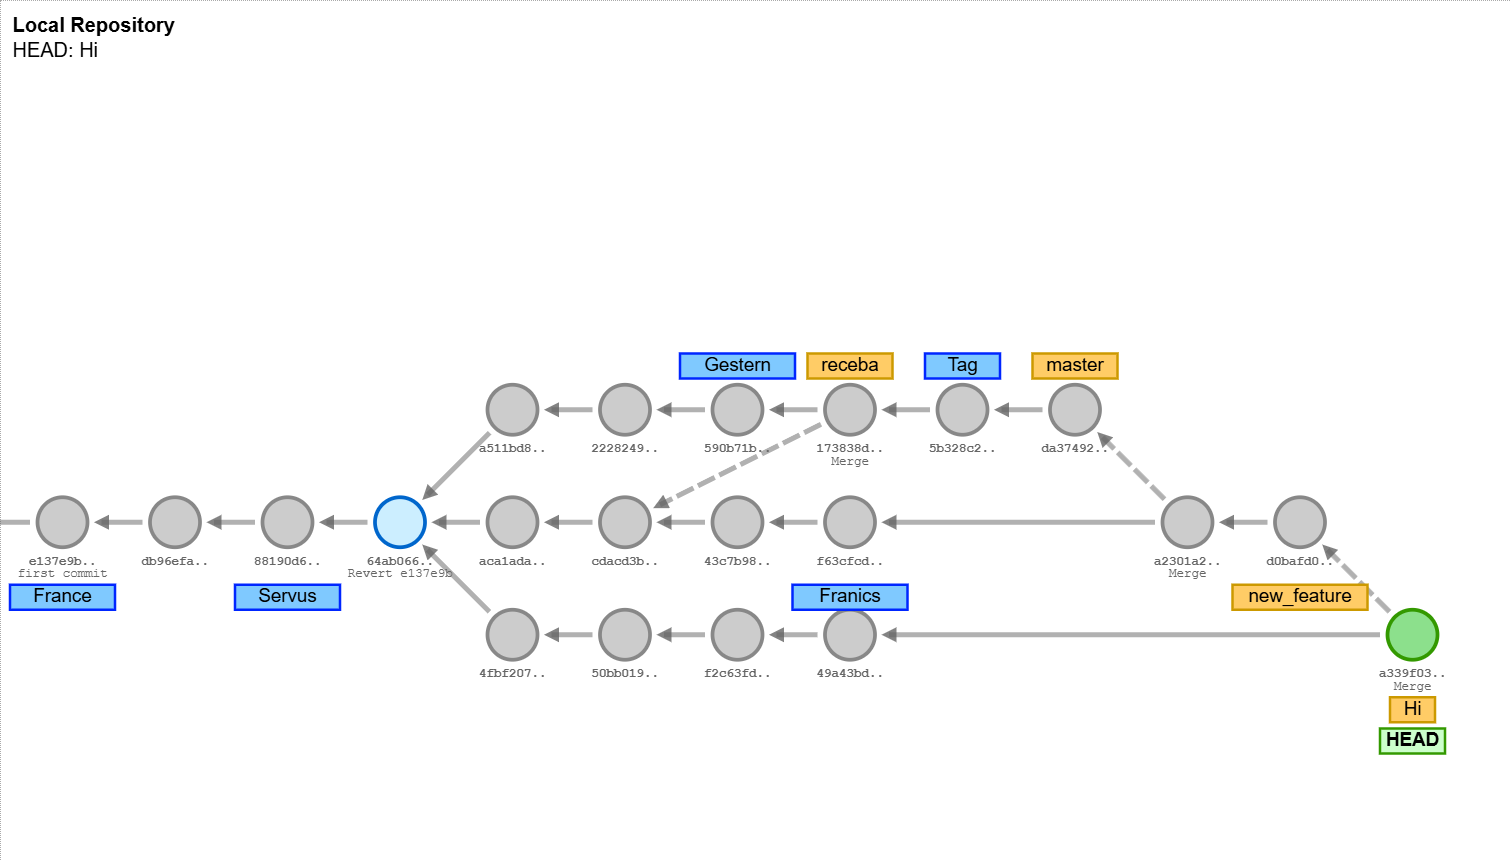 Local Repository
HEAD: Hi
Gestern
receba
Tag
master
a511bd8..
2228249..
590b71b..
173838d..
Merge
5b328c2..
da37492..
e137e9b..
first commit
db96efa..
88190d6..
64ab066..
Revert e137e9b
aca1ada..
cdacd3b..
43c7b98..
f63cfcd..
a2301a2..
Merge
d0bafd0..
France
Servus
Franics
new_feature
4fbf207..
50bb019..
f2c63fd..
49a43bd..
a339f03..
Merge
Hi
HEAD